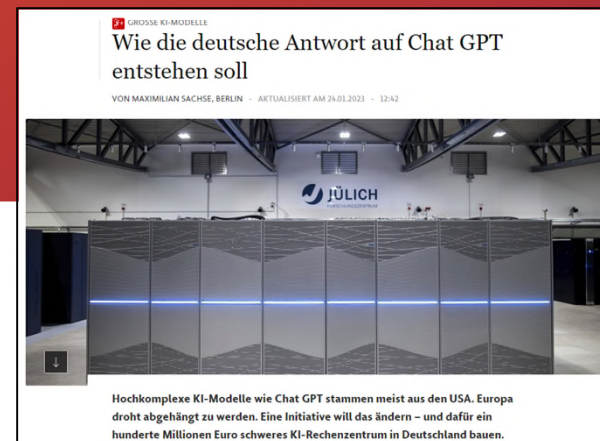 F+ GROSSE KI-MODELLE
Wie die deutsche Antwort auf Chat GPT
entstehen soll
VON MAXIMILIAN SACHSE, BERLIN - AKTUALISIERT AM 24.01.2023 - 12:42
JÜLICH
FORSCHUNGSZENTRUM
Hochkomplexe KI-Modelle wie Chat GPT stammen meist aus den USA. Europa
droht abgehängt zu werden. Eine Initiative will das ändern – und dafür ein
hunderte Millionen Euro schweres KI-Rechenzentrum in Deutschland bauen.